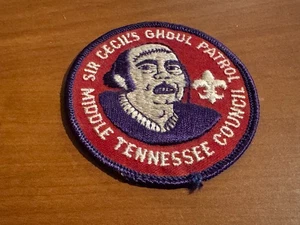 SIR CECIL'S GHOUL PATROL
MIDDLE TENNESSEE COUNCIL